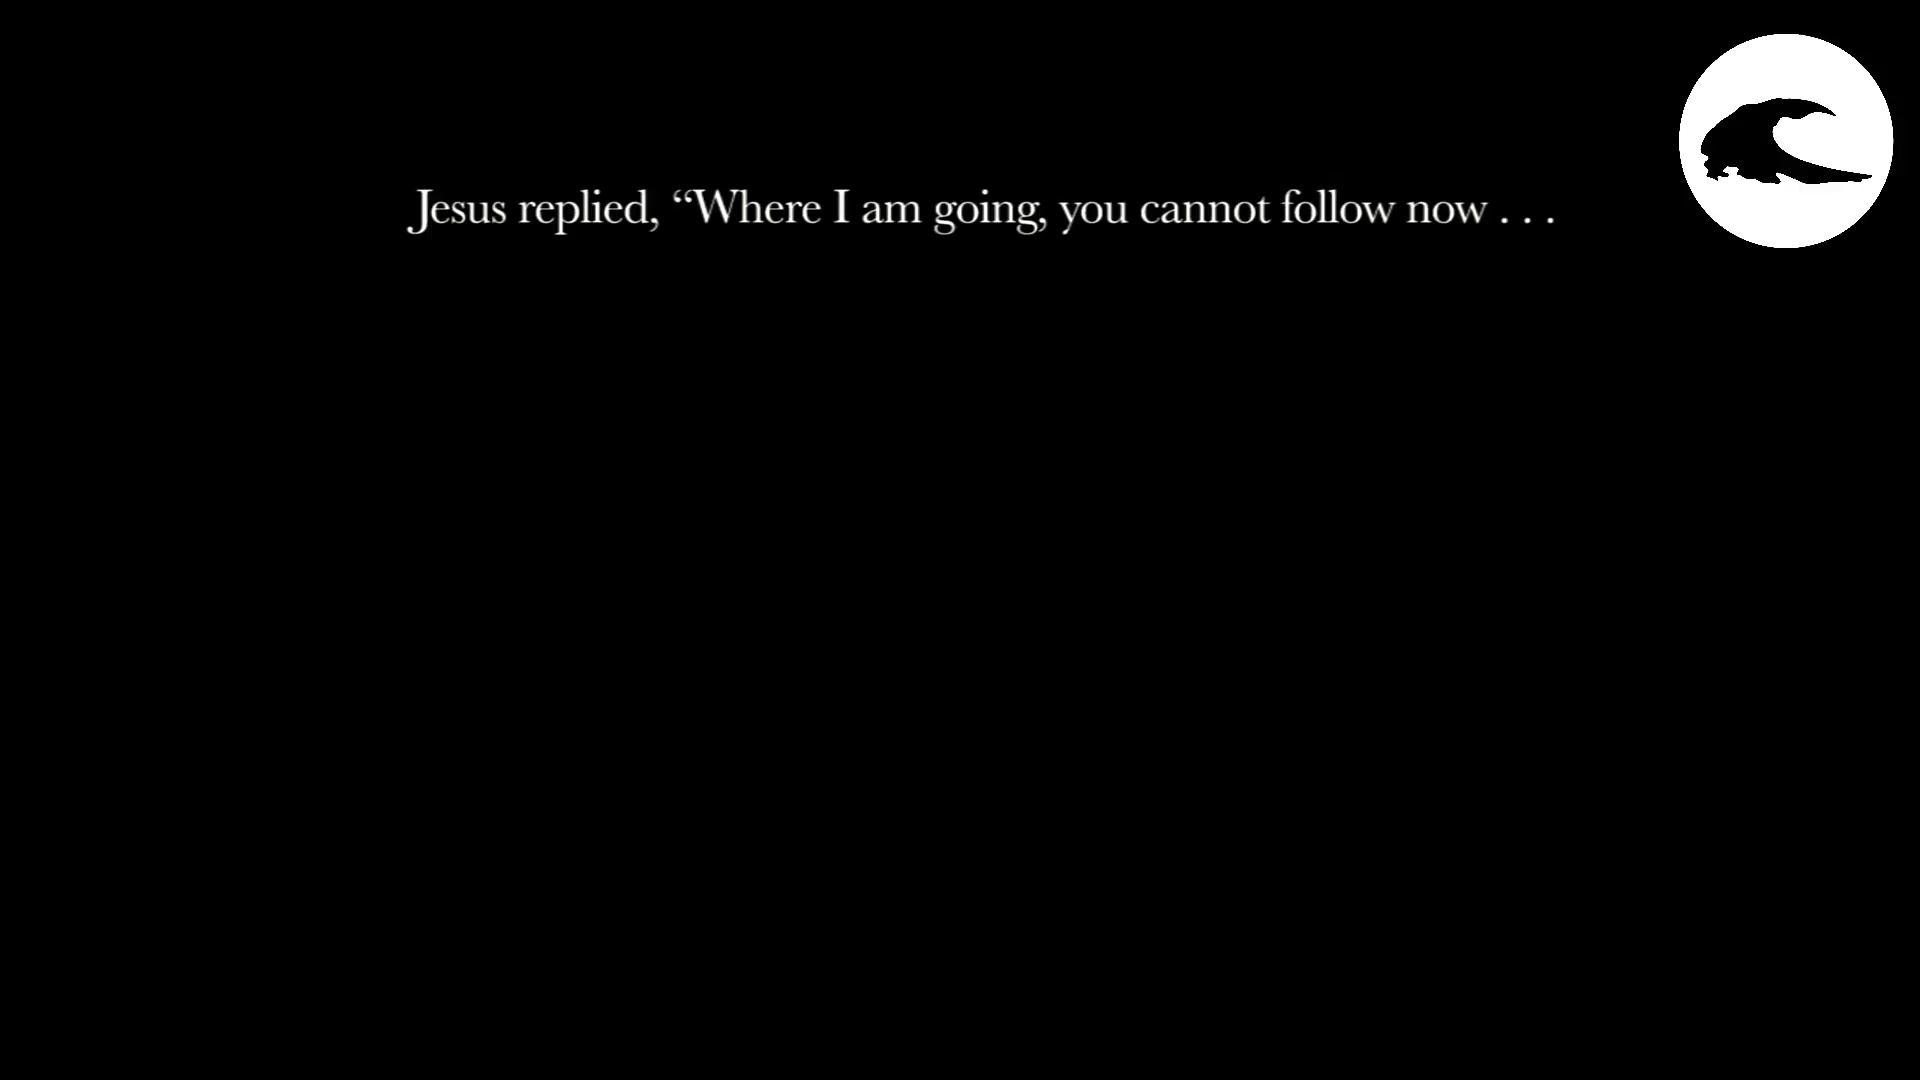 Jesus replied, “Where I am going, you cannot follow now . . .